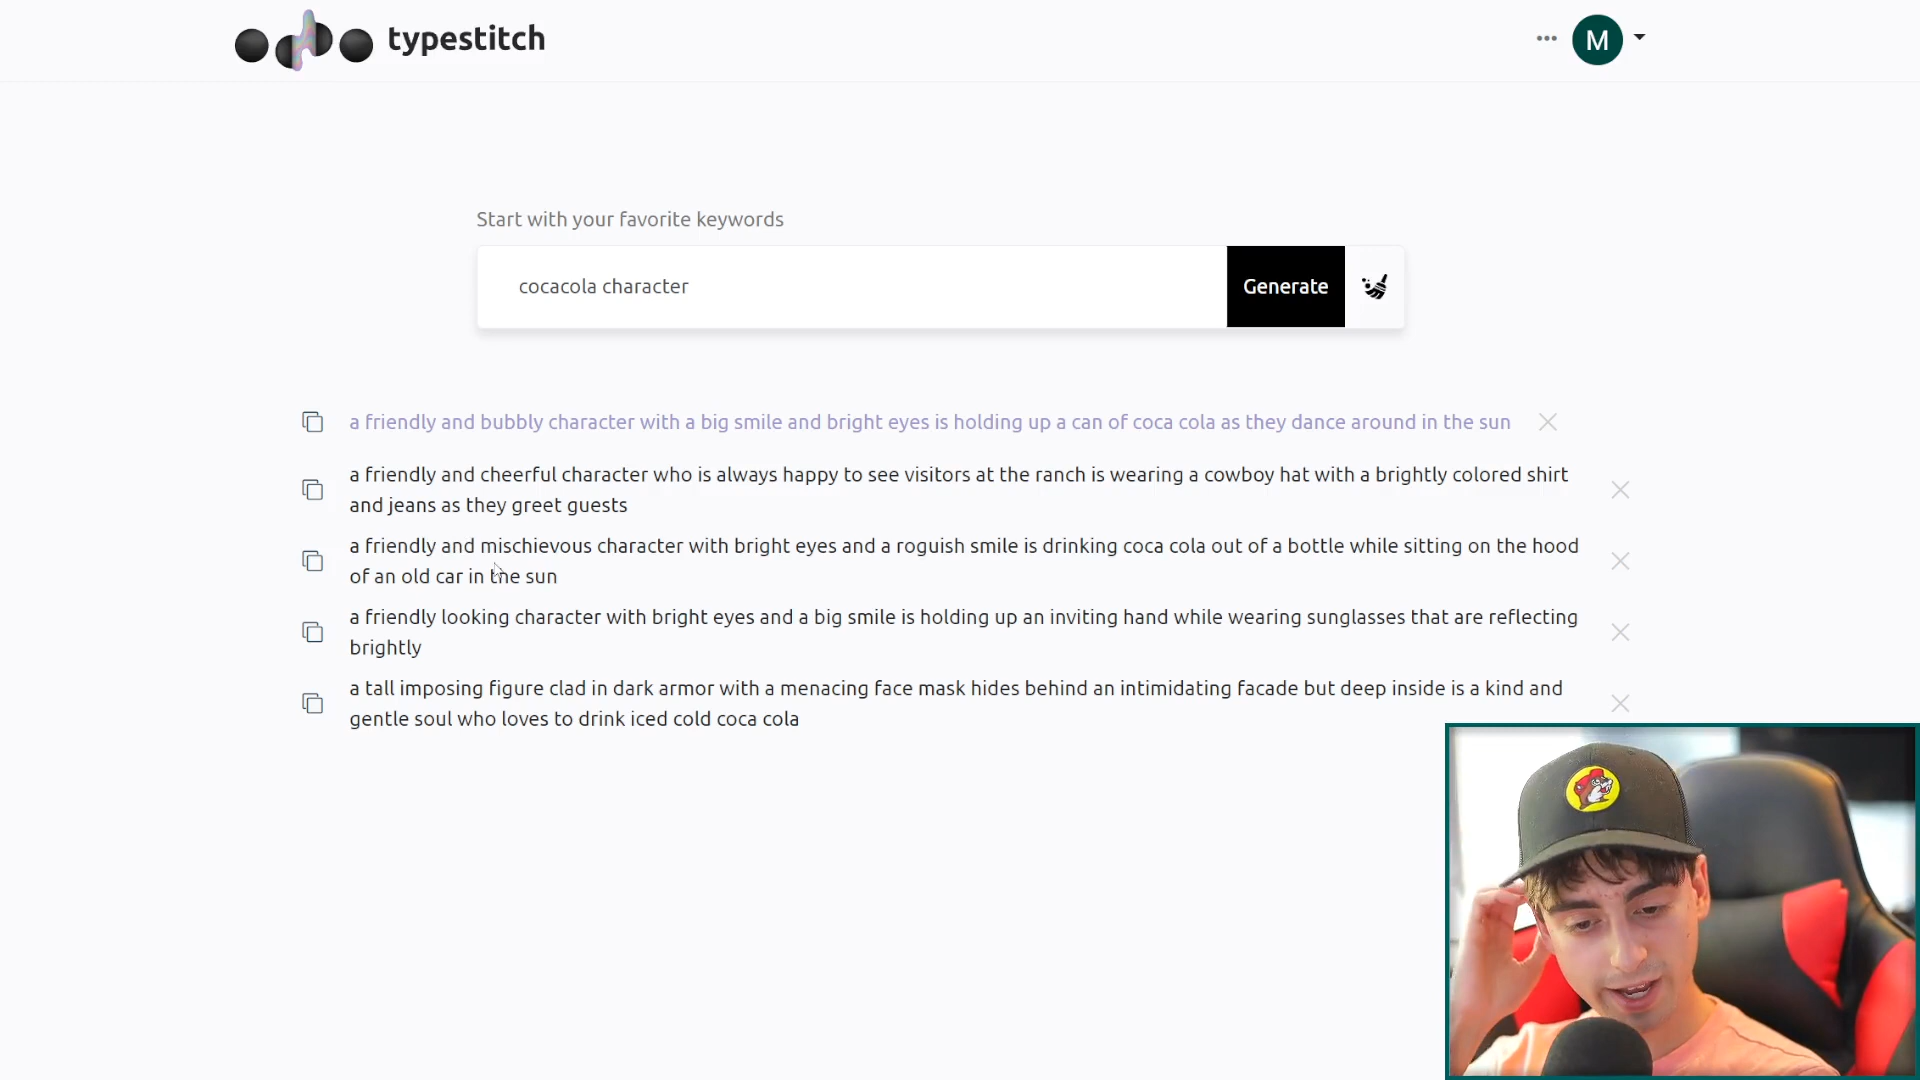 typestitch
M
Start with your favorite keywords
cocacola character
Generate
a friendly and bubbly character with a big smile and bright eyes is holding up a can of coca cola as they dance around in the sun
a friendly and cheerful character who is always happy to see visitors at the ranch is wearing a cowboy hat with a brightly colored shirt
and jeans as they greet guests
a friendly and mischievous character with bright eyes and a roguish smile is drinking coca cola out of a bottle while sitting on the hood
of an old car in the sun
a friendly looking character with bright eyes and a big smile is holding up an inviting hand while wearing sunglasses that are reflecting
brightly
a tall imposing figure clad in dark armor with a menacing face mask hides behind an intimidating facade but deep inside is a kind and
gentle soul who loves to drink iced cold coca cola